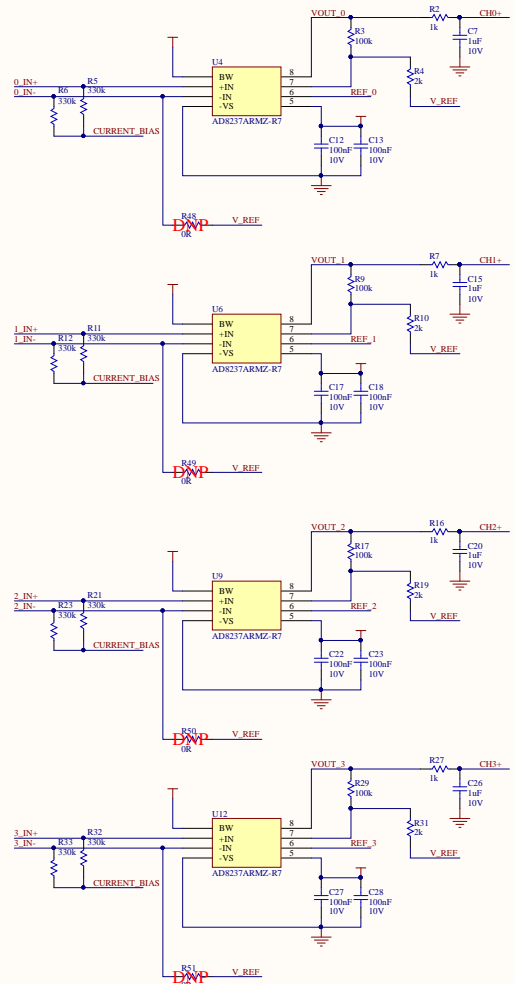 VOUT_0
R2
1k
CH0+
R3
100k
C7
1uF
10V
U4
R4
2k
BW
8
0_IN+
R5
+IN
7
0_IN-
R6
330k
330k
-IN
6
REF_0
-VS
5
V_REF
AD8237ARMZ-R7
CURRENT_BIAS
C12
100nF
10V
C13
100nF
10V
R48
DNP
0R
V_REF
VOUT_1
R7
1k
CH1+
R9
100k
C15
1uF
10V
U6
R10
2k
BW
8
1_IN+
R11
+IN
7
1_IN-
R12
330k
330k
-IN
6
REF_1
-VS
5
V_REF
AD8237ARMZ-R7
CURRENT_BIAS
C17
100nF
10V
C18
100nF
10V
R49
DNP
0R
V_REF
VOUT_2
R16
1k
CH2+
R17
100k
C20
1uF
10V
U9
R19
2k
BW
8
2_IN+
R21
+IN
7
2_IN-
R23
330k
330k
-IN
6
REF_2
-VS
5
V_REF
AD8237ARMZ-R7
CURRENT_BIAS
C22
100nF
10V
C23
100nF
10V
R50
DNP
0R
V_REF
VOUT_3
R27
1k
CH3+
R29
100k
C26
1uF
10V
U12
R31
2k
BW
8
3_IN+
R32
+IN
7
3_IN-
R33
330k
330k
-IN
6
REF_3
-VS
5
V_REF
AD8237ARMZ-R7
CURRENT_BIAS
C27
100nF
10V
C28
100nF
10V
R51
DNP
V_REF